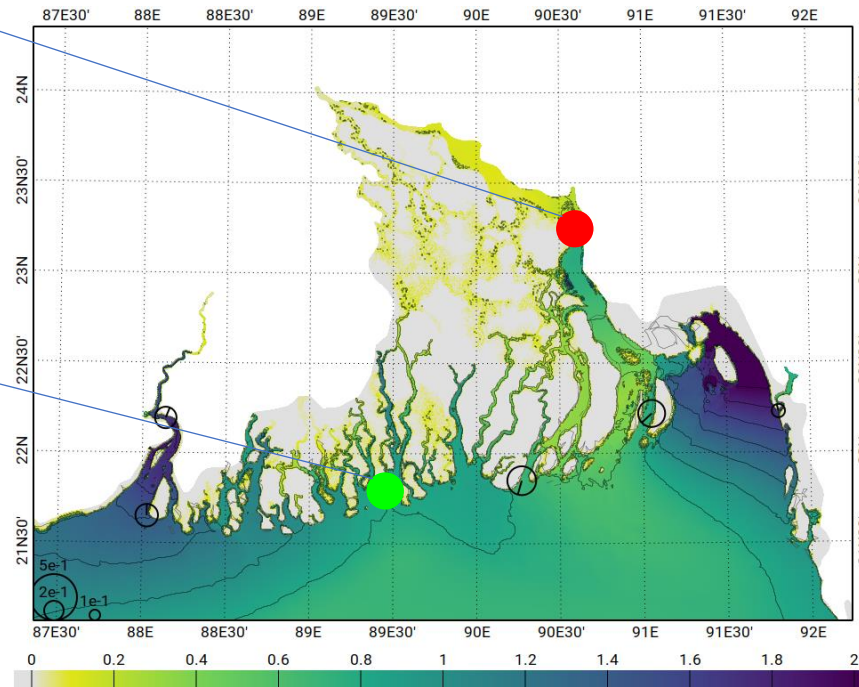 87E30' 88E 88E30' 89E 89E30' 90E 90E30' 91E 91E30' 92E
24N
23N30'
23N
22N30'
22N
21N30'
5e-1
2e-1 1e-1
87E30' 88E 88E30' 89E 89E30' 90E 90E30' 91E 91E30' 92E
0 0.2 0.4 0.6 0.8 1 1.2 1.4 1.6 1.8 2